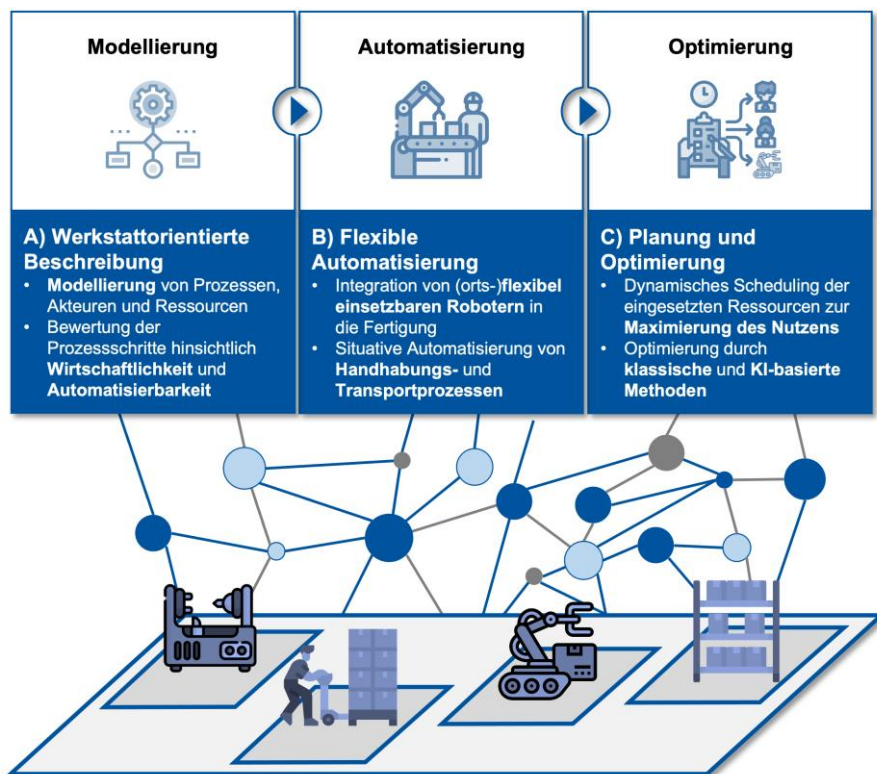 Modellierung
Automatisierung
Optimierung
A) Werkstattorientierte
Beschreibung
• Modellierung von Prozessen,
Akteuren und Ressourcen
• Bewertung der
Prozessschritte hinsichtlich
Wirtschaftlichkeit und
Automatisierbarkeit
B) Flexible
Automatisierung
• Integration von (orts-)flexibel
einsetzbaren Robotern in
die Fertigung
• Situative Automatisierung von
Handhabungs- und
Transportprozessen
C) Planung und
Optimierung
• Dynamisches Scheduling der
eingesetzten Ressourcen zur
Maximierung des Nutzens
• Optimierung durch
klassische und KI-basierte
Methoden